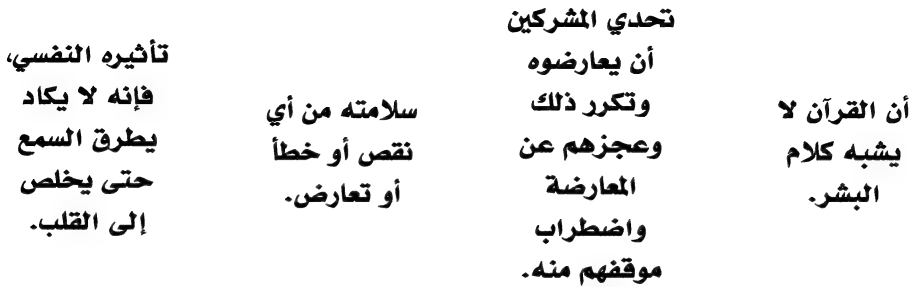 أن القرآن لا
يشبه كلام
البشر.
تحدي المشركين
أن يعارضوه
وتكرر ذلك
وعجزهم عن
المعارضة
واضطراب
موقفهم منه.
سلامته من أي
نقص أو خطأ
أو تعارض.
تأثيره النفسي،
فإنه لا يكاد
يطرق السمع
حتى يخلص
إلى القلب.